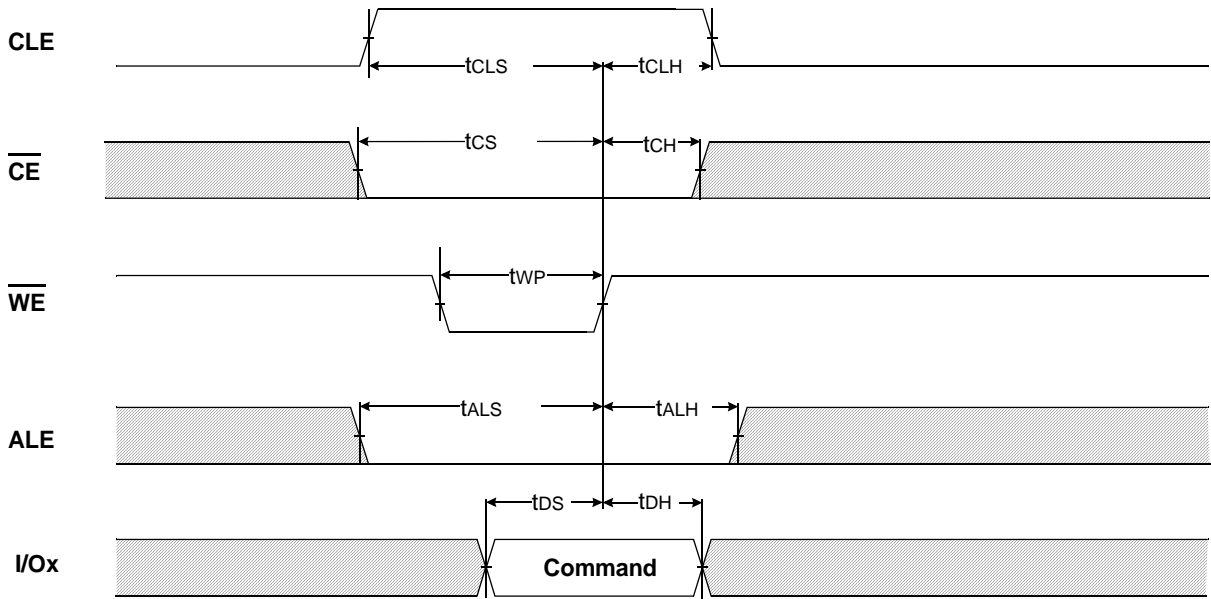 CLE
tCLS
tCLH
CE
tCS
tCH
WE
tWP
ALE
tALS
tALH
I/Ox
tDS
tDH
Command